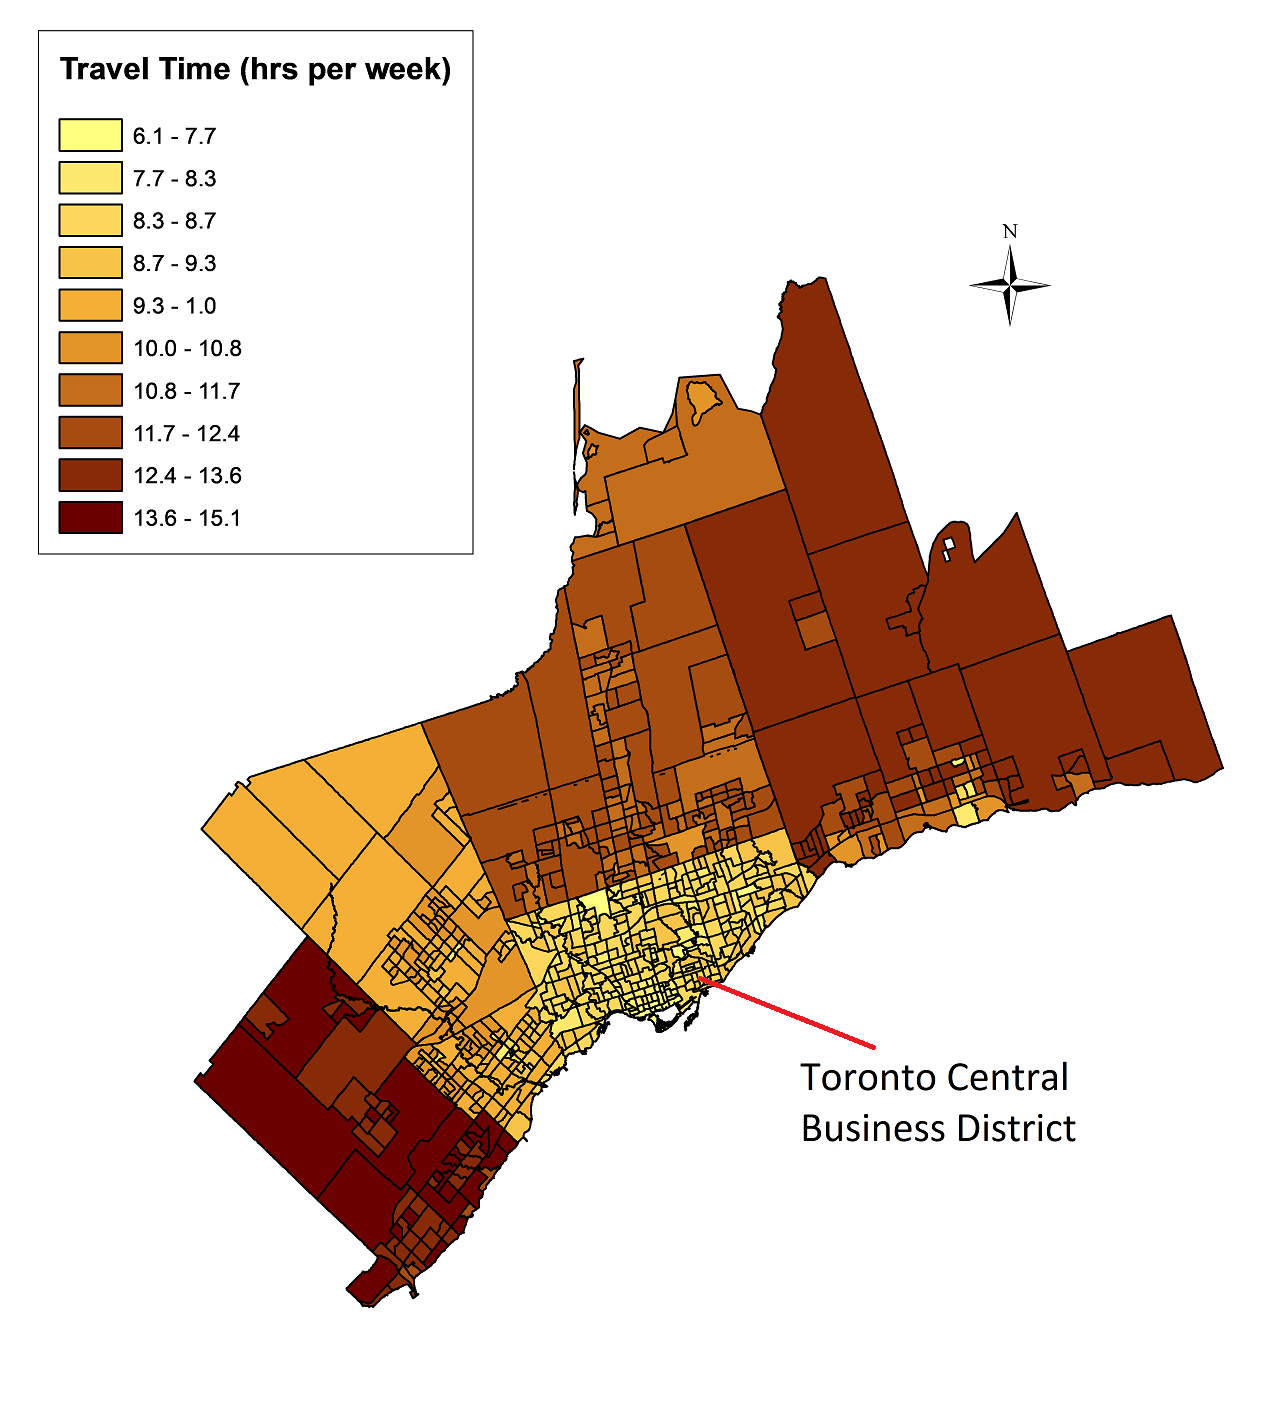 Travel Time (hrs per week)
6.1 - 7.7
7.7 - 8.3
8.3 - 8.7
8.7 - 9.3
9.3 - 1.0
10.0 - 10.8
10.8 - 11.7
11.7 - 12.4
12.4 - 13.6
13.6 - 15.1
N
Toronto Central
Business District